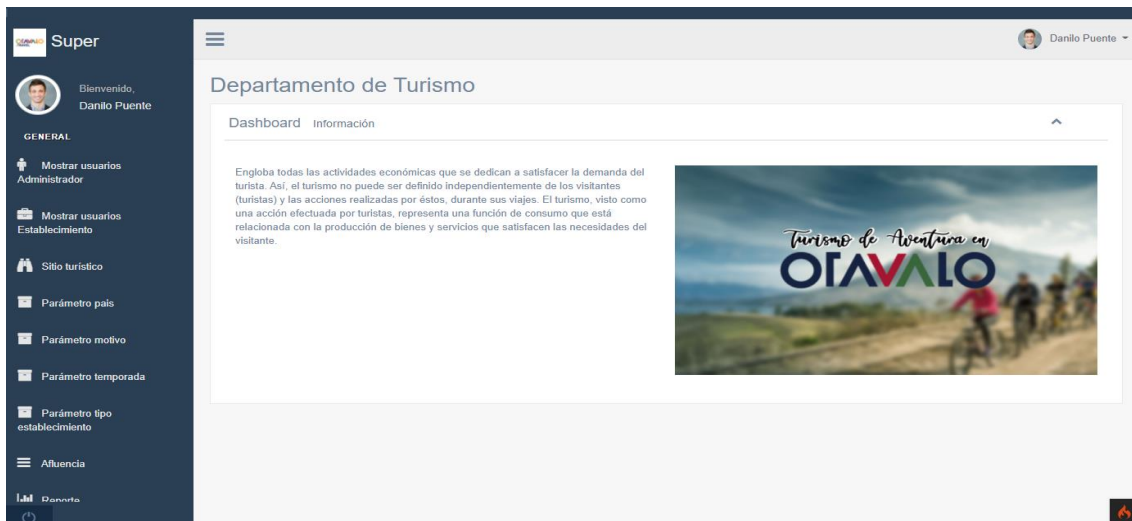 Super
Bienvenido,
Danilo Puente
GENERAL
Mostrar usuarios
Administrador
Mostrar usuarios
Establecimiento
Sitio turístico
Parámetro pais
Parámetro motivo
Parámetro temporada
Parámetro tipo
establecimiento
Afluencia
Reporte
Danilo Puente
Departamento de Turismo
Dashboard Información
Engloba todas las actividades económicas que se dedican a satisfacer la demanda del
turista. Así, el turismo no puede ser definido independientemente de los visitantes
(turistas) y las acciones realizadas por éstos, durante sus viajes. El turismo, visto como
una acción efectuada por turistas, representa una función de consumo que está
relacionada con la producción de bienes y servicios que satisfacen las necesidades del
visitante.
Turismo de Aventura en
OTAVALO